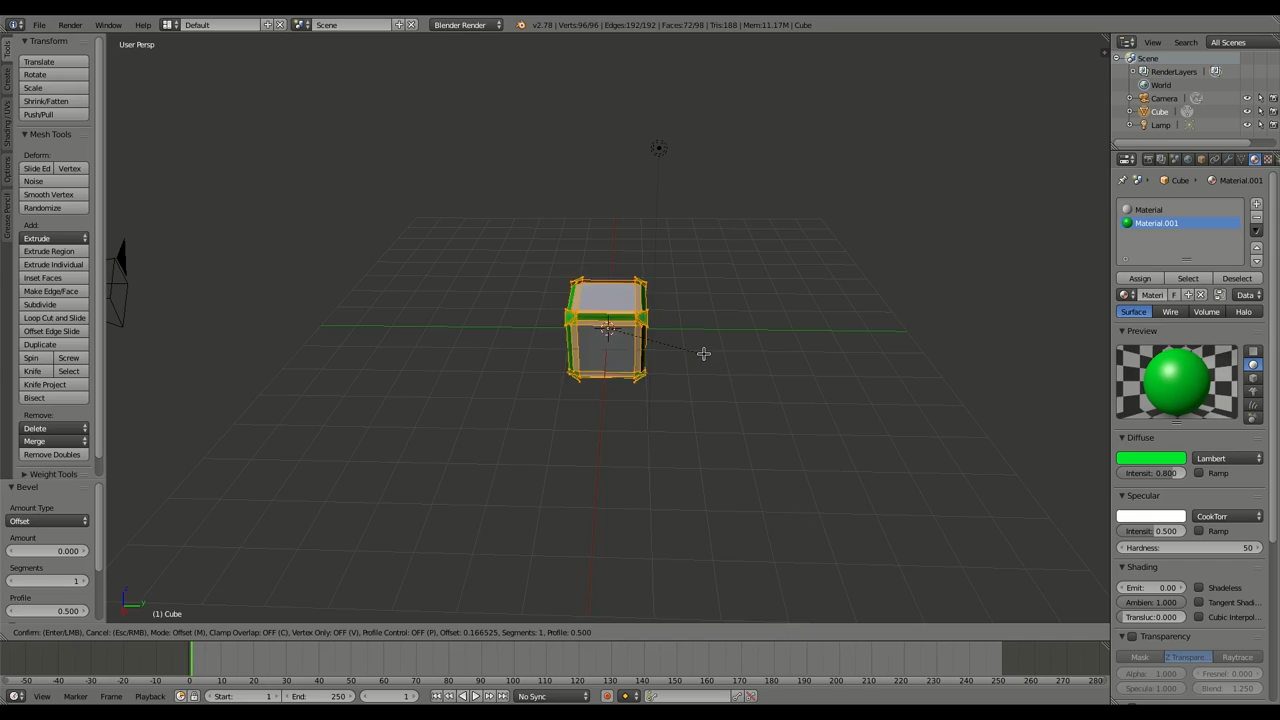 File Render Window Help Default Scene Blender Render v2.78 | Verts:96/96 | Edges:192/192 | Faces:72/98 | Tris:188 | Mem:11.17M | Cube
View Search All Scenes
User Persp
Transform
Translate
Rotate
Scale
Shrink/Fatten
Push/Pull
Mesh Tools
Deform:
Slide Ed Vertex
Noise
Smooth Vertex
Randomize
Add:
Extrude
Extrude Region
Extrude Individual
Inset Faces
Make Edge/Face
Subdivide
Loop Cut and Slide
Offset Edge Slide
Duplicate
Spin Screw
Knife Select
Knife Project
Bisect
Remove:
Delete
Merge
Remove Doubles
Weight Tools
Bevel
Amount Type
Offset
Amount
0.000
Segments
1
Profile
0.500
Tools
Create
Shading / UVs
Options
Grease Pencil
(1) Cube
Confirm: (Enter/LMB), Cancel: (Esc/RMB), Mode: Offset (M), Clamp Overlap: OFF (C), Vertex Only: OFF (V), Profile Control: OFF (P), Offset: 0.166525, Segments: 1, Profile: 0.500
-50 -40 -30 -20 -10 0 10 20 30 40 50 60 70 80 90 100 110 120 130 140 150 160 170 180 190 200 210 220 230 240 250 260 270 280
View Marker Frame Playback Start: 1 End: 250 1 No Sync
Scene
RenderLayers
World
Camera
Cube
Lamp
Cube Material.001
Material
Material.001
Assign Select Deselect
Materi F Data
Surface Wire Volume Halo
Preview
Diffuse
Lambert
Intensit: 0.800 Ramp
Specular
CookTorr
Intensit: 0.500 Ramp
Hardness: 50
Shading
Emit: 0.00 Shadeless
Ambien: 1.000 Tangent Shadi...
Transluc:0.000 Cubic Interpol...
Transparency
Mask Z Transpare... Raytrace
Alpha: 1.000 Fresnel: 0.000
Specula: 1.000 Blend: 1.250